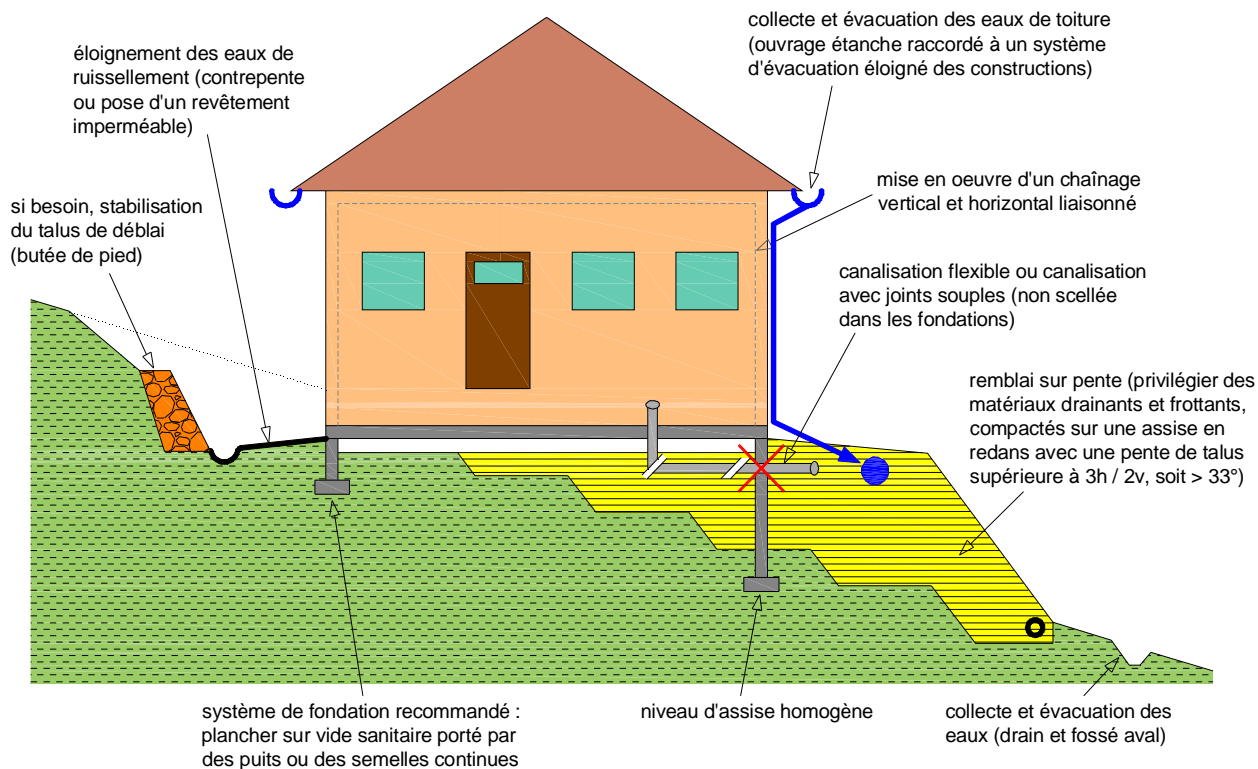 collecte et évacuation des eaux de toiture
(ouvrage étanche raccordé à un système
d'évacuation éloigné des constructions)
éloignement des eaux de
ruissellement (contrepente
ou pose d'un revêtement
imperméable)
mise en oeuvre d'un chaînage
vertical et horizontal liaisonné
si besoin, stabilisation
du talus de déblai
(butée de pied)
canalisation flexible ou canalisation
avec joints souples (non scellée
dans les fondations)
remblai sur pente (privilégier des
matériaux drainants et frottants,
compactés sur une assise en
redans avec une pente de talus
supérieure à 3h / 2v, soit > 33°)
système de fondation recommandé :
plancher sur vide sanitaire porté par
des puits ou des semelles continues
niveau d'assise homogène
collecte et évacuation des
eaux (drain et fossé aval)